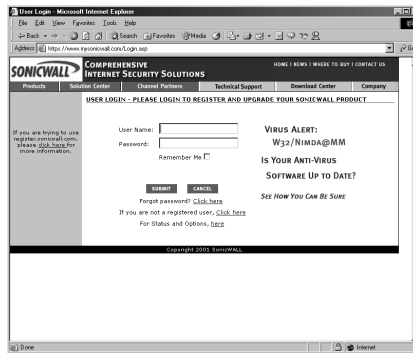 User Login - Microsoft Internet Explorer
File Edit View Favorites Tools Help
Back Search Favorites Media
Address https://www.mysonicwall.com/Login.asp Go
SONICWALL COMPREHENSIVE INTERNET SECURITY SOLUTIONS
HOME | NEWS | WHERE TO BUY | CONTACT US
Products Solution Center Channel Partners Technical Support Download Center Company
USER LOGIN - PLEASE LOGIN TO REGISTER AND UPGRADE YOUR SONICWALL PRODUCT
If you are trying to use
register.sonicwall.com,
please click here for
more information.
User Name:
Password:
Remember Me
SUBMIT CANCEL
Forgot password? Click here
If you are not a registered user, Click here
For Status and Options, here
VIRUS ALERT:
W32/NIMDA@MM
IS YOUR ANTI-VIRUS
SOFTWARE UP TO DATE?
SEE HOW YOU CAN BE SURE
Copyright 2001 SonicWALL
Done Internet